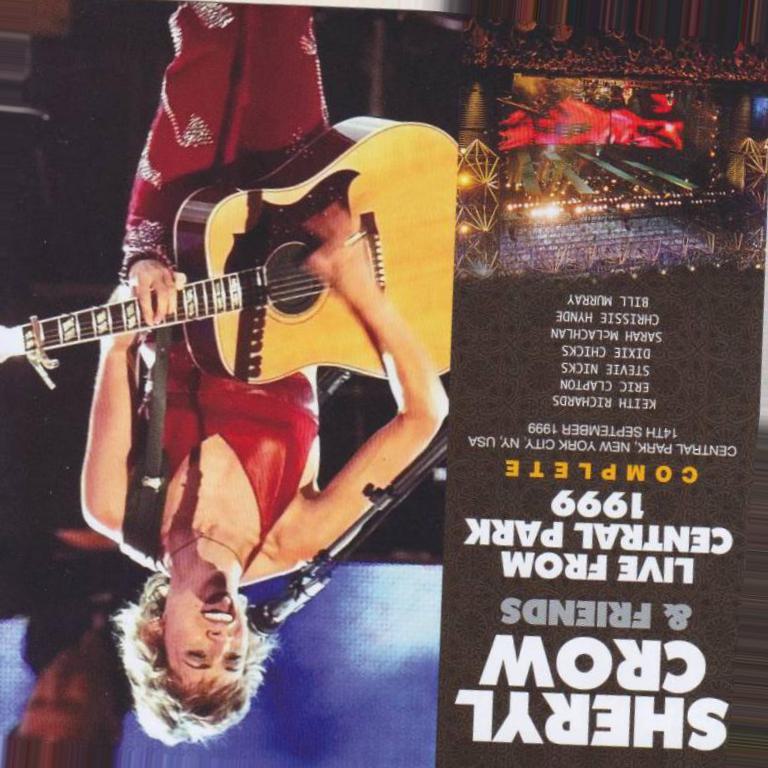 SHERYL
CROW
& FRIENDS
LIVE FROM
CENTRAL PARK
1999
COMPLETE
CENTRAL PARK, NEW YORK CITY, NY, USA
14TH SEPTEMBER 1999
KEITH RICHARDS
ERIC CLAPTON
STEVIE NICKS
DIXIE CHICKS
SARAH McLACHLAN
CHRISSIE HYNDE
BILL MURRAY